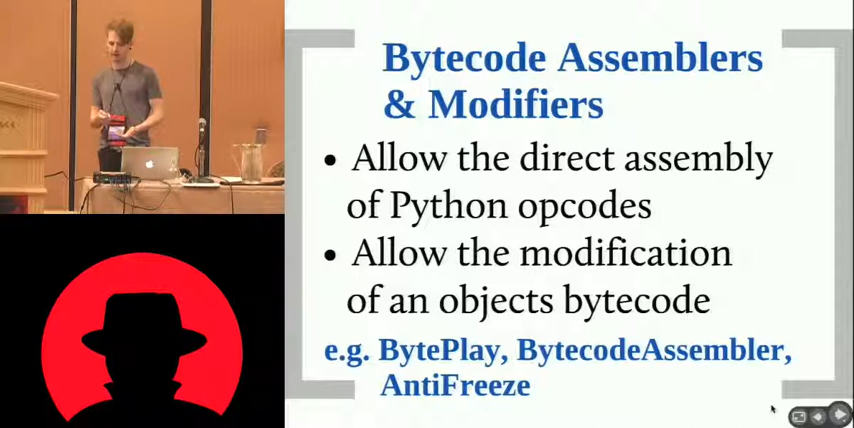 Bytecode Assemblers
& Modifiers
• Allow the direct assembly
of Python opcodes
• Allow the modification
of an objects bytecode
e.g. BytePlay, BytecodeAssembler,
AntiFreeze